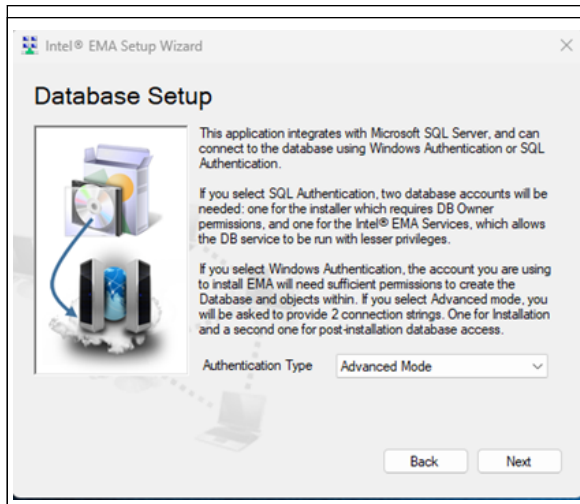 Intel® EMA Setup Wizard
Database Setup
This application integrates with Microsoft SQL Server, and can
connect to the database using Windows Authentication or SQL
Authentication.
If you select SQL Authentication, two database accounts will be
needed: one for the installer which requires DB Owner
permissions, and one for the Intel® EMA Services, which allows
the DB service to be run with lesser privileges.
If you select Windows Authentication, the account you are using
to install EMA will need sufficient permissions to create the
Database and objects within. If you select Advanced mode, you
will be asked to provide 2 connection strings. One for Installation
and a second one for post-installation database access.
Authentication Type Advanced Mode
Back Next